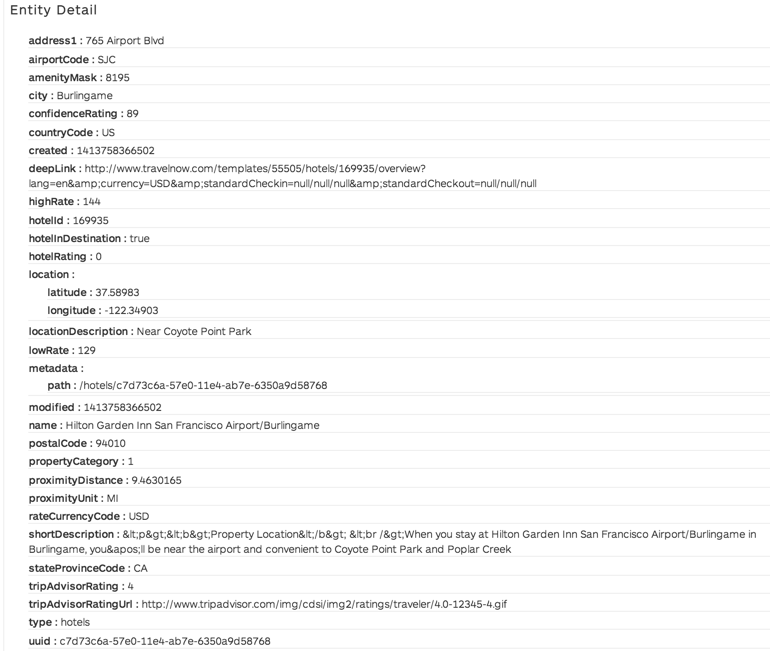 Entity Detail
address1 : 765 Airport Blvd
airportCode : SJC
amenityMask : 8195
city : Burlingame
confidenceRating : 89
countryCode : US
created : 1413758366502
deepLink : http://www.travelnow.com/templates/55505/hotels/169935/overview?
lang=en&amp;currency=USD&amp;standardCheckin=null/null/null&amp;standardCheckout=null/null/null
highRate : 144
hotelId : 169935
hotelInDestination : true
hotelRating : 0
location :
latitude : 37.58983
longitude : -122.34903
locationDescription : Near Coyote Point Park
lowRate : 129
metadata :
path : /hotels/c7d73c6a-57e0-11e4-ab7e-6350a9d58768
modified : 1413758366502
name : Hilton Garden Inn San Francisco Airport/Burlingame
postalCode : 94010
propertyCategory : 1
proximityDistance : 9.4630165
proximityUnit : MI
rateCurrencyCode : USD
shortDescription : &lt;p&gt;&lt;b&gt;Property Location&lt;/b&gt; &lt;br /&gt;When you stay at Hilton Garden Inn San Francisco Airport/Burlingame in
Burlingame, you&apos;ll be near the airport and convenient to Coyote Point Park and Poplar Creek
stateProvinceCode : CA
tripAdvisorRating : 4
tripAdvisorRatingUrl : http://www.tripadvisor.com/img/cdsi/img2/ratings/traveler/4.0-12345-4.gif
type : hotels
uuid : c7d73c6a-57e0-11e4-ab7e-6350a9d58768